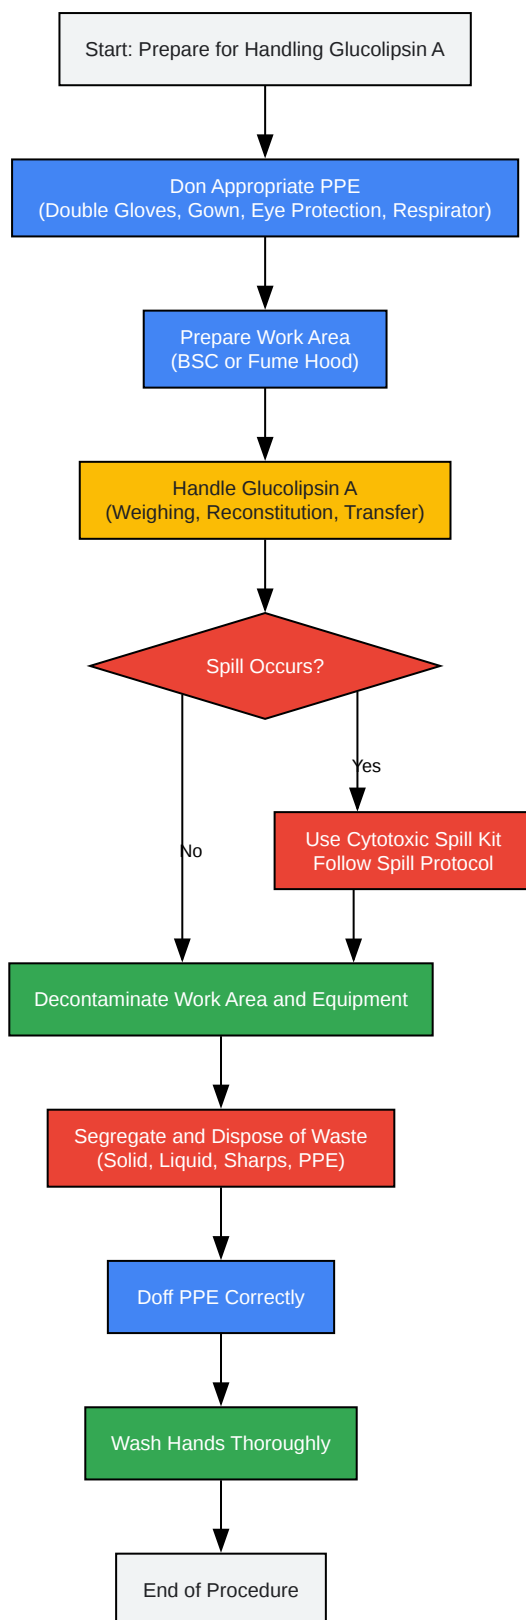 Start: Prepare for Handling Glucolipsin A
Don Appropriate PPE
(Double Gloves, Gown, Eye Protection, Respirator)
Prepare Work Area
(BSC or Fume Hood)
Handle Glucolipsin A
(Weighing, Reconstitution, Transfer)
Spill Occurs?
Yes
Use Cytotoxic Spill Kit
Follow Spill Protocol
No
Decontaminate Work Area and Equipment
Segregate and Dispose of Waste
(Solid, Liquid, Sharps, PPE)
Doff PPE Correctly
Wash Hands Thoroughly
End of Procedure